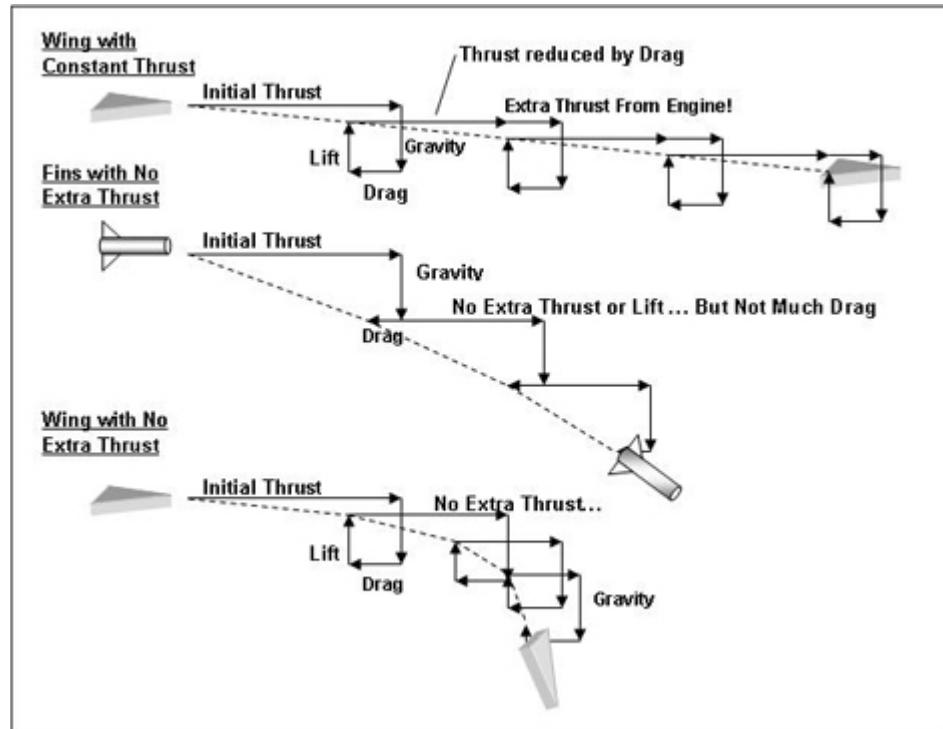 Wing with
Constant Thrust
Thrust reduced by Drag
Initial Thrust
Extra Thrust From Engine!
Lift
Gravity
Drag
Fins with No
Extra Thrust
Initial Thrust
Gravity
No Extra Thrust or Lift ... But Not Much Drag
Drag
Wing with No
Extra Thrust
Initial Thrust
No Extra Thrust...
Lift
Drag
Gravity